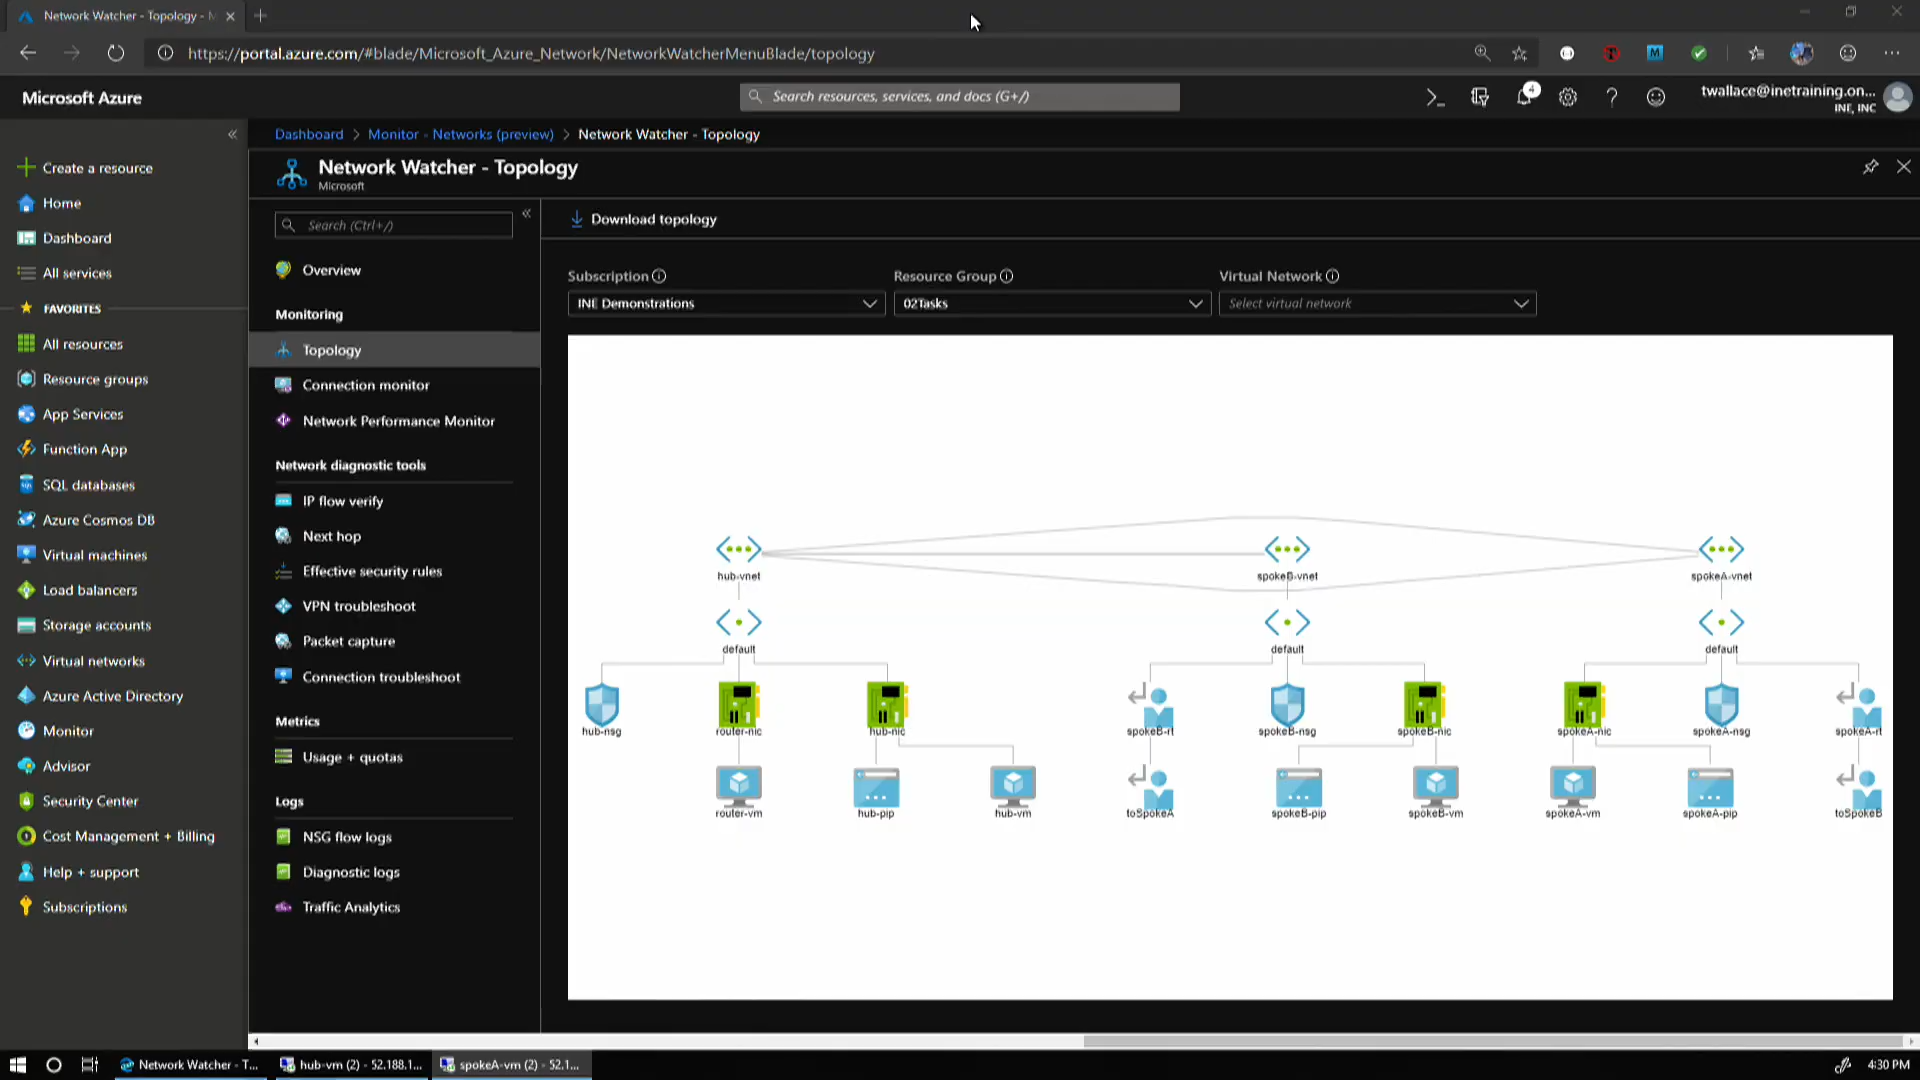 Network Watcher - Topology - M
https://portal.azure.com/#blade/Microsoft_Azure_Network/NetworkWatcherMenuBlade/topology
Microsoft Azure
Search resources, services, and docs (G+/)
4
twallace@inetraining.on...
INE, INC
Dashboard > Monitor - Networks (preview) > Network Watcher - Topology
Create a resource
Home
Dashboard
All services
FAVORITES
All resources
Resource groups
App Services
Function App
SQL databases
Azure Cosmos DB
Virtual machines
Load balancers
Storage accounts
Virtual networks
Azure Active Directory
Monitor
Advisor
Security Center
Cost Management + Billing
Help + support
Subscriptions
Network Watcher - Topology
Microsoft
Search (Ctrl+/)
Overview
Monitoring
Topology
Connection monitor
Network Performance Monitor
Network diagnostic tools
IP flow verify
Next hop
Effective security rules
VPN troubleshoot
Packet capture
Connection troubleshoot
Metrics
Usage + quotas
Logs
NSG flow logs
Diagnostic logs
Traffic Analytics
Download topology
Subscription
Resource Group
Virtual Network
INE Demonstrations
02Tasks
Select virtual network
hub-vnet
spokeB-vnet
spokeA-vnet
default
default
default
hub-nsg
router-nic
hub-nic
spokeB-rt
spokeB-nsg
spokeB-nic
spokeA-nic
spokeA-nsg
spokeA-rt
router-vm
hub-pip
hub-vm
toSpokeA
spokeB-pip
spokeB-vm
spokeA-vm
spokeA-pip
toSpokeB
Network Watcher - T...
hub-vm (2) - 52.188.1...
spokeA-vm (2) - 52.1...
4:30 PM